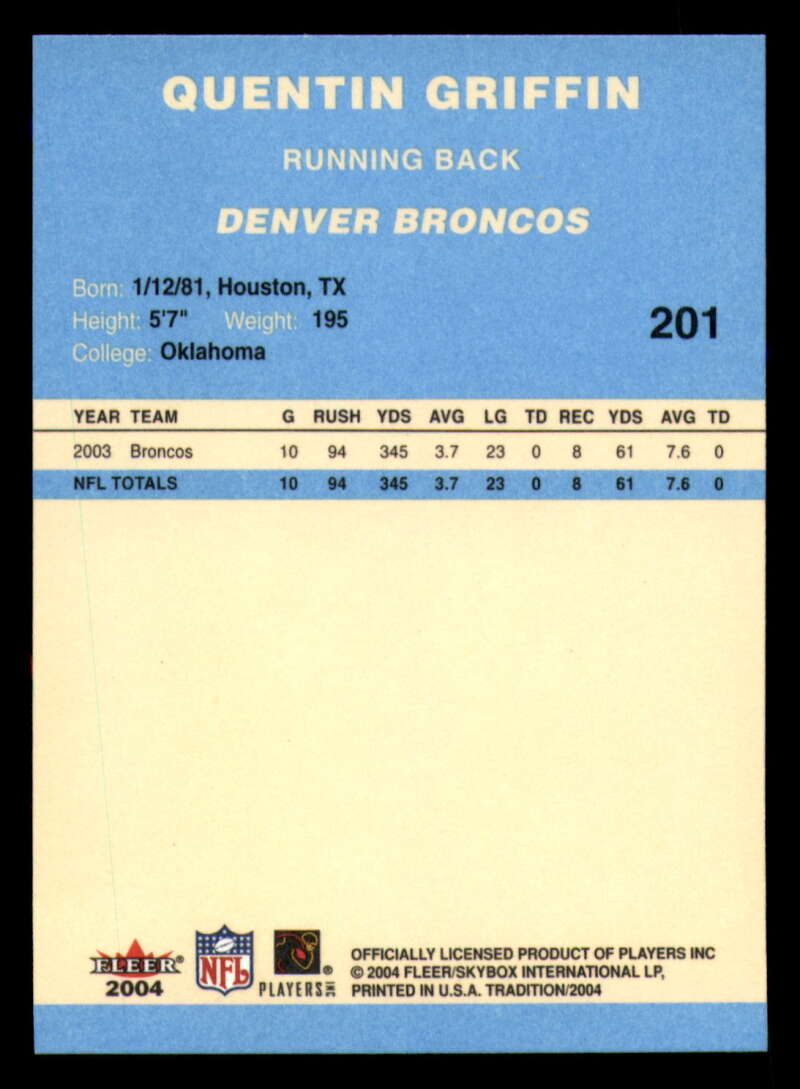 QUENTIN GRIFFIN
RUNNING BACK
DENVER BRONCOS
Born: 1/12/81, Houston, TX
Height: 5'7" Weight: 195
College: Oklahoma
201
YEAR TEAM G RUSH YDS AVG LG TD REC YDS AVG TD
2003 Broncos 10 94 345 3.7 23 0 8 61 7.6 0
NFL TOTALS 10 94 345 3.7 23 0 8 61 7.6 0
FLEER®
2004
NFL
®
PLAYERS INC
OFFICIALLY LICENSED PRODUCT OF PLAYERS INC
© 2004 FLEER/SKYBOX INTERNATIONAL LP,
PRINTED IN U.S.A. TRADITION/2004